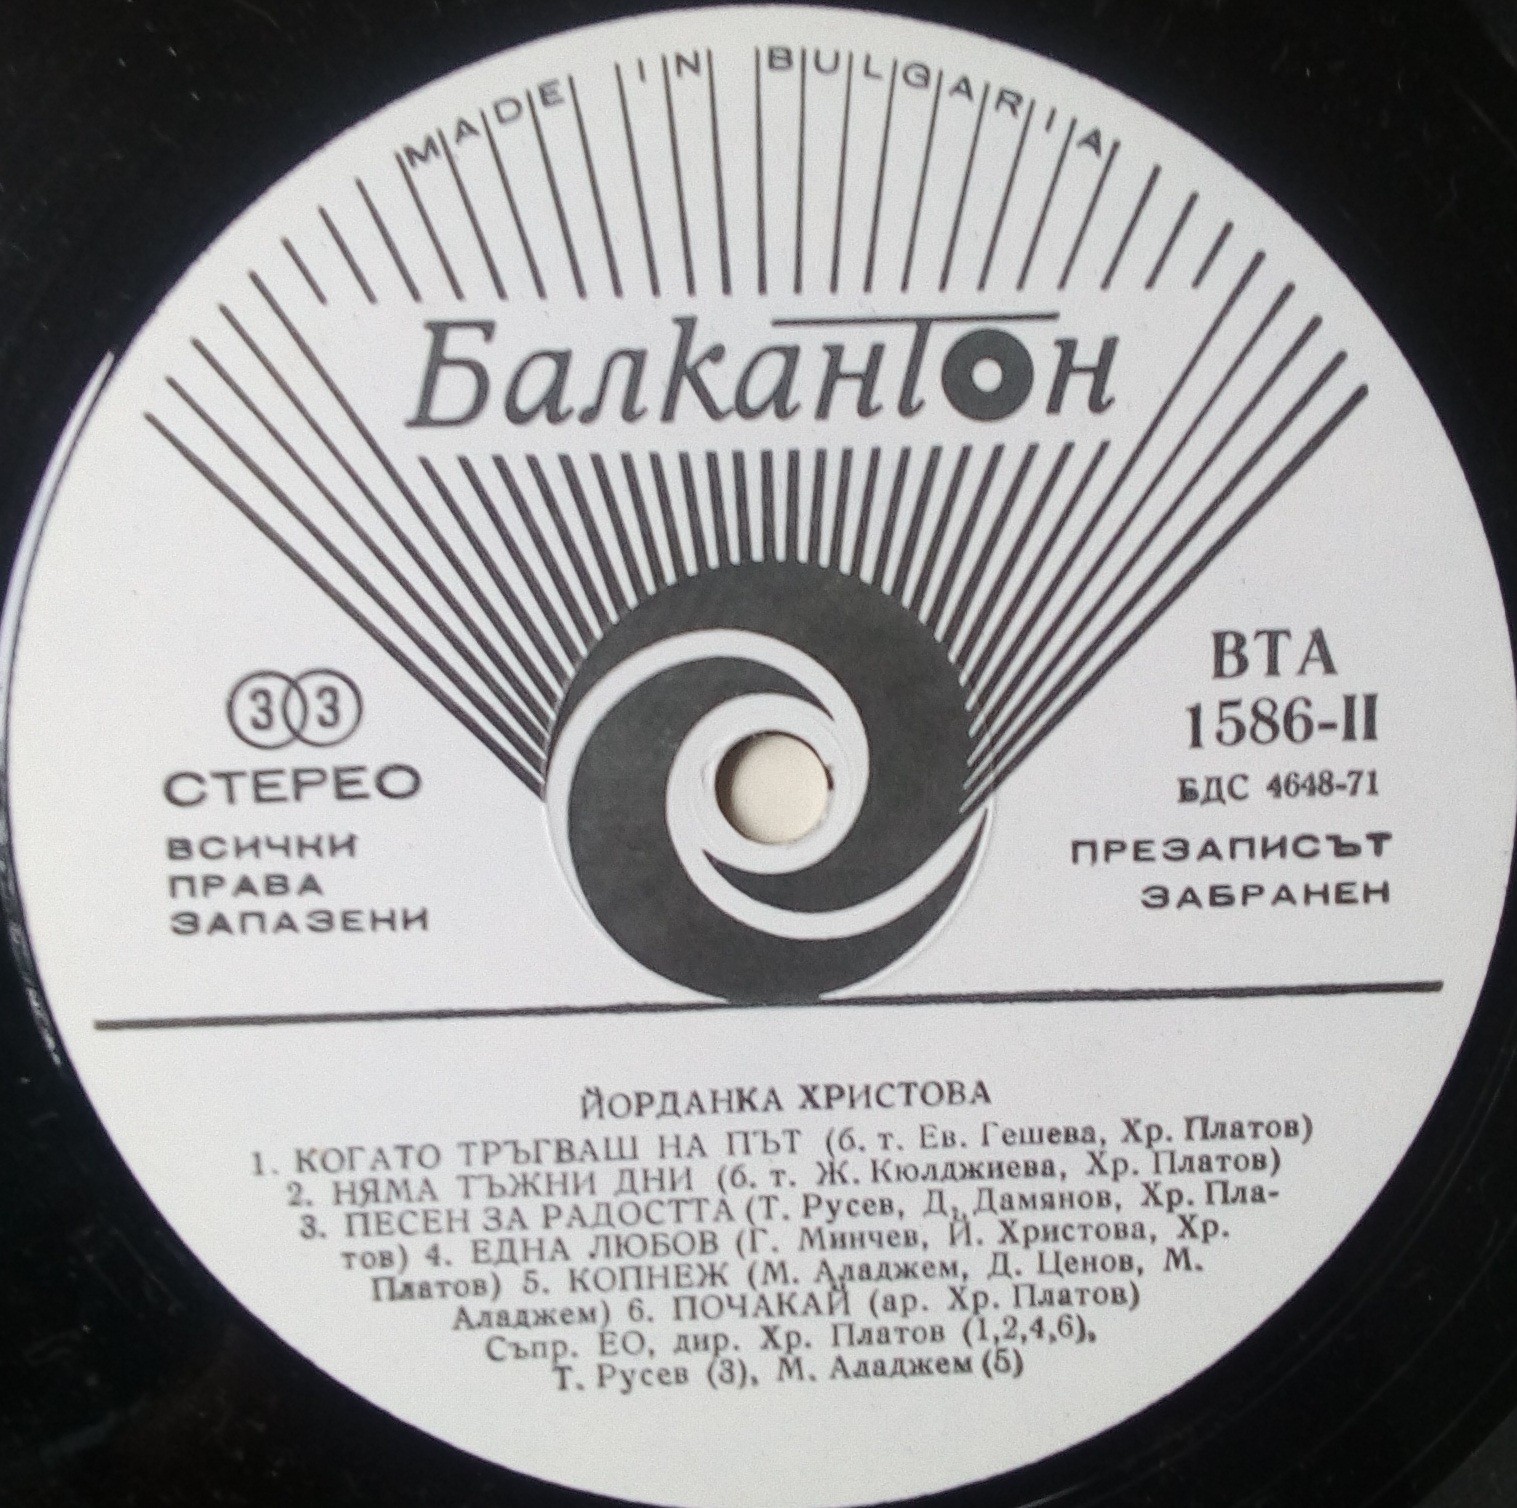 MADE IN BULGARIA
Балкантон
33
СТЕРЕО
ВСИЧКИ
ПРАВА
ЗАПАЗЕНИ
ВТА
1586-II
БДС 4648-71
ПРЕЗАПИСЪТ
ЗАБРАНЕН
ЙОРДАНКА ХРИСТОВА
1. КОГАТО ТРЪГВАШ НА ПЪТ (б. т. Ев. Гешева, Хр. Платов)
2. НЯМА ТЪЖНИ ДНИ (б. т. Ж. Кюлджиева, Хр. Платов)
3. ПЕСЕН ЗА РАДОСТТА (Т. Русев, Д. Дамянов, Хр. Пла-
тов) 4. ЕДНА ЛЮБОВ (Г. Минчев, Й. Христова, Хр.
Платов) 5. КОПНЕЖ (М. Аладжем, Д. Ценов, М.
Аладжем) 6. ПОЧАКАЙ (ар. Хр. Платов)
Съпр. ЕО, дир. Хр. Платов (1,2,4,6),
Т. Русев (3), М. Аладжем (5)